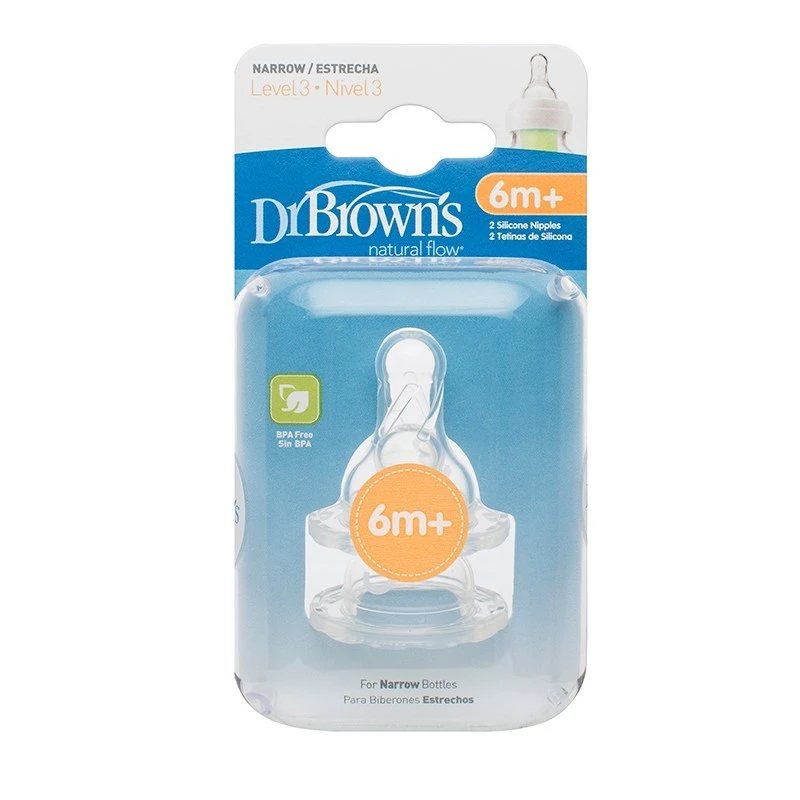 NARROW / ESTRECHA
Level 3 • Nivel 3
6m+
2 Silicone Nipples
2 Tetinas de Silicona
DrBrown's
natural flow®
BPA Free
Sin BPA
6m+
For Narrow Bottles
Para Biberones Estrechos